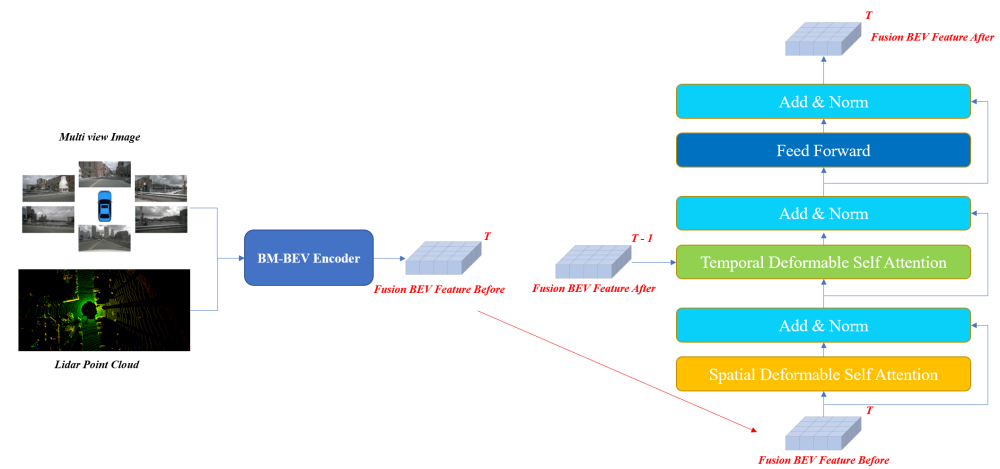 Multi view Image
BM-BEV Encoder
Lidar Point Cloud
T
Fusion BEV Feature Before
T - 1
Fusion BEV Feature After
T
Fusion BEV Feature After
Add & Norm
Feed Forward
Add & Norm
Temporal Deformable Self Attention
Add & Norm
Spatial Deformable Self Attention
T
Fusion BEV Feature Before